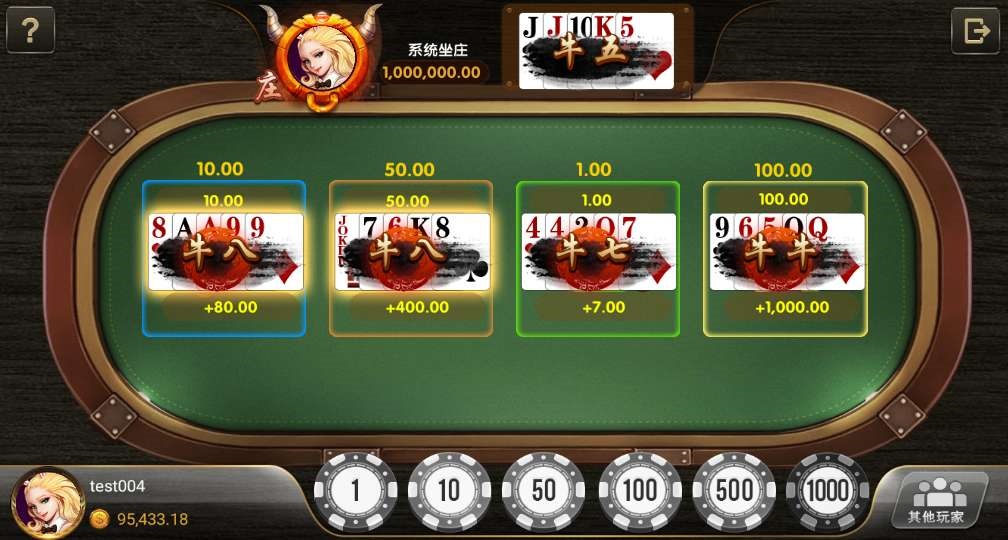 ?
系统坐庄
1,000,000.00
庄
J J 10 K 5
牛五
10.00
50.00
1.00
100.00
10.00
50.00
1.00
100.00
8 A A 9 9
牛八
JOKER 7 6 K 8
牛八
4 4 2 Q 7
牛七
9 6 5 Q Q
牛牛
+80.00
+400.00
+7.00
+1,000.00
test004
95,433.18
1
10
50
100
500
1000
其他玩家